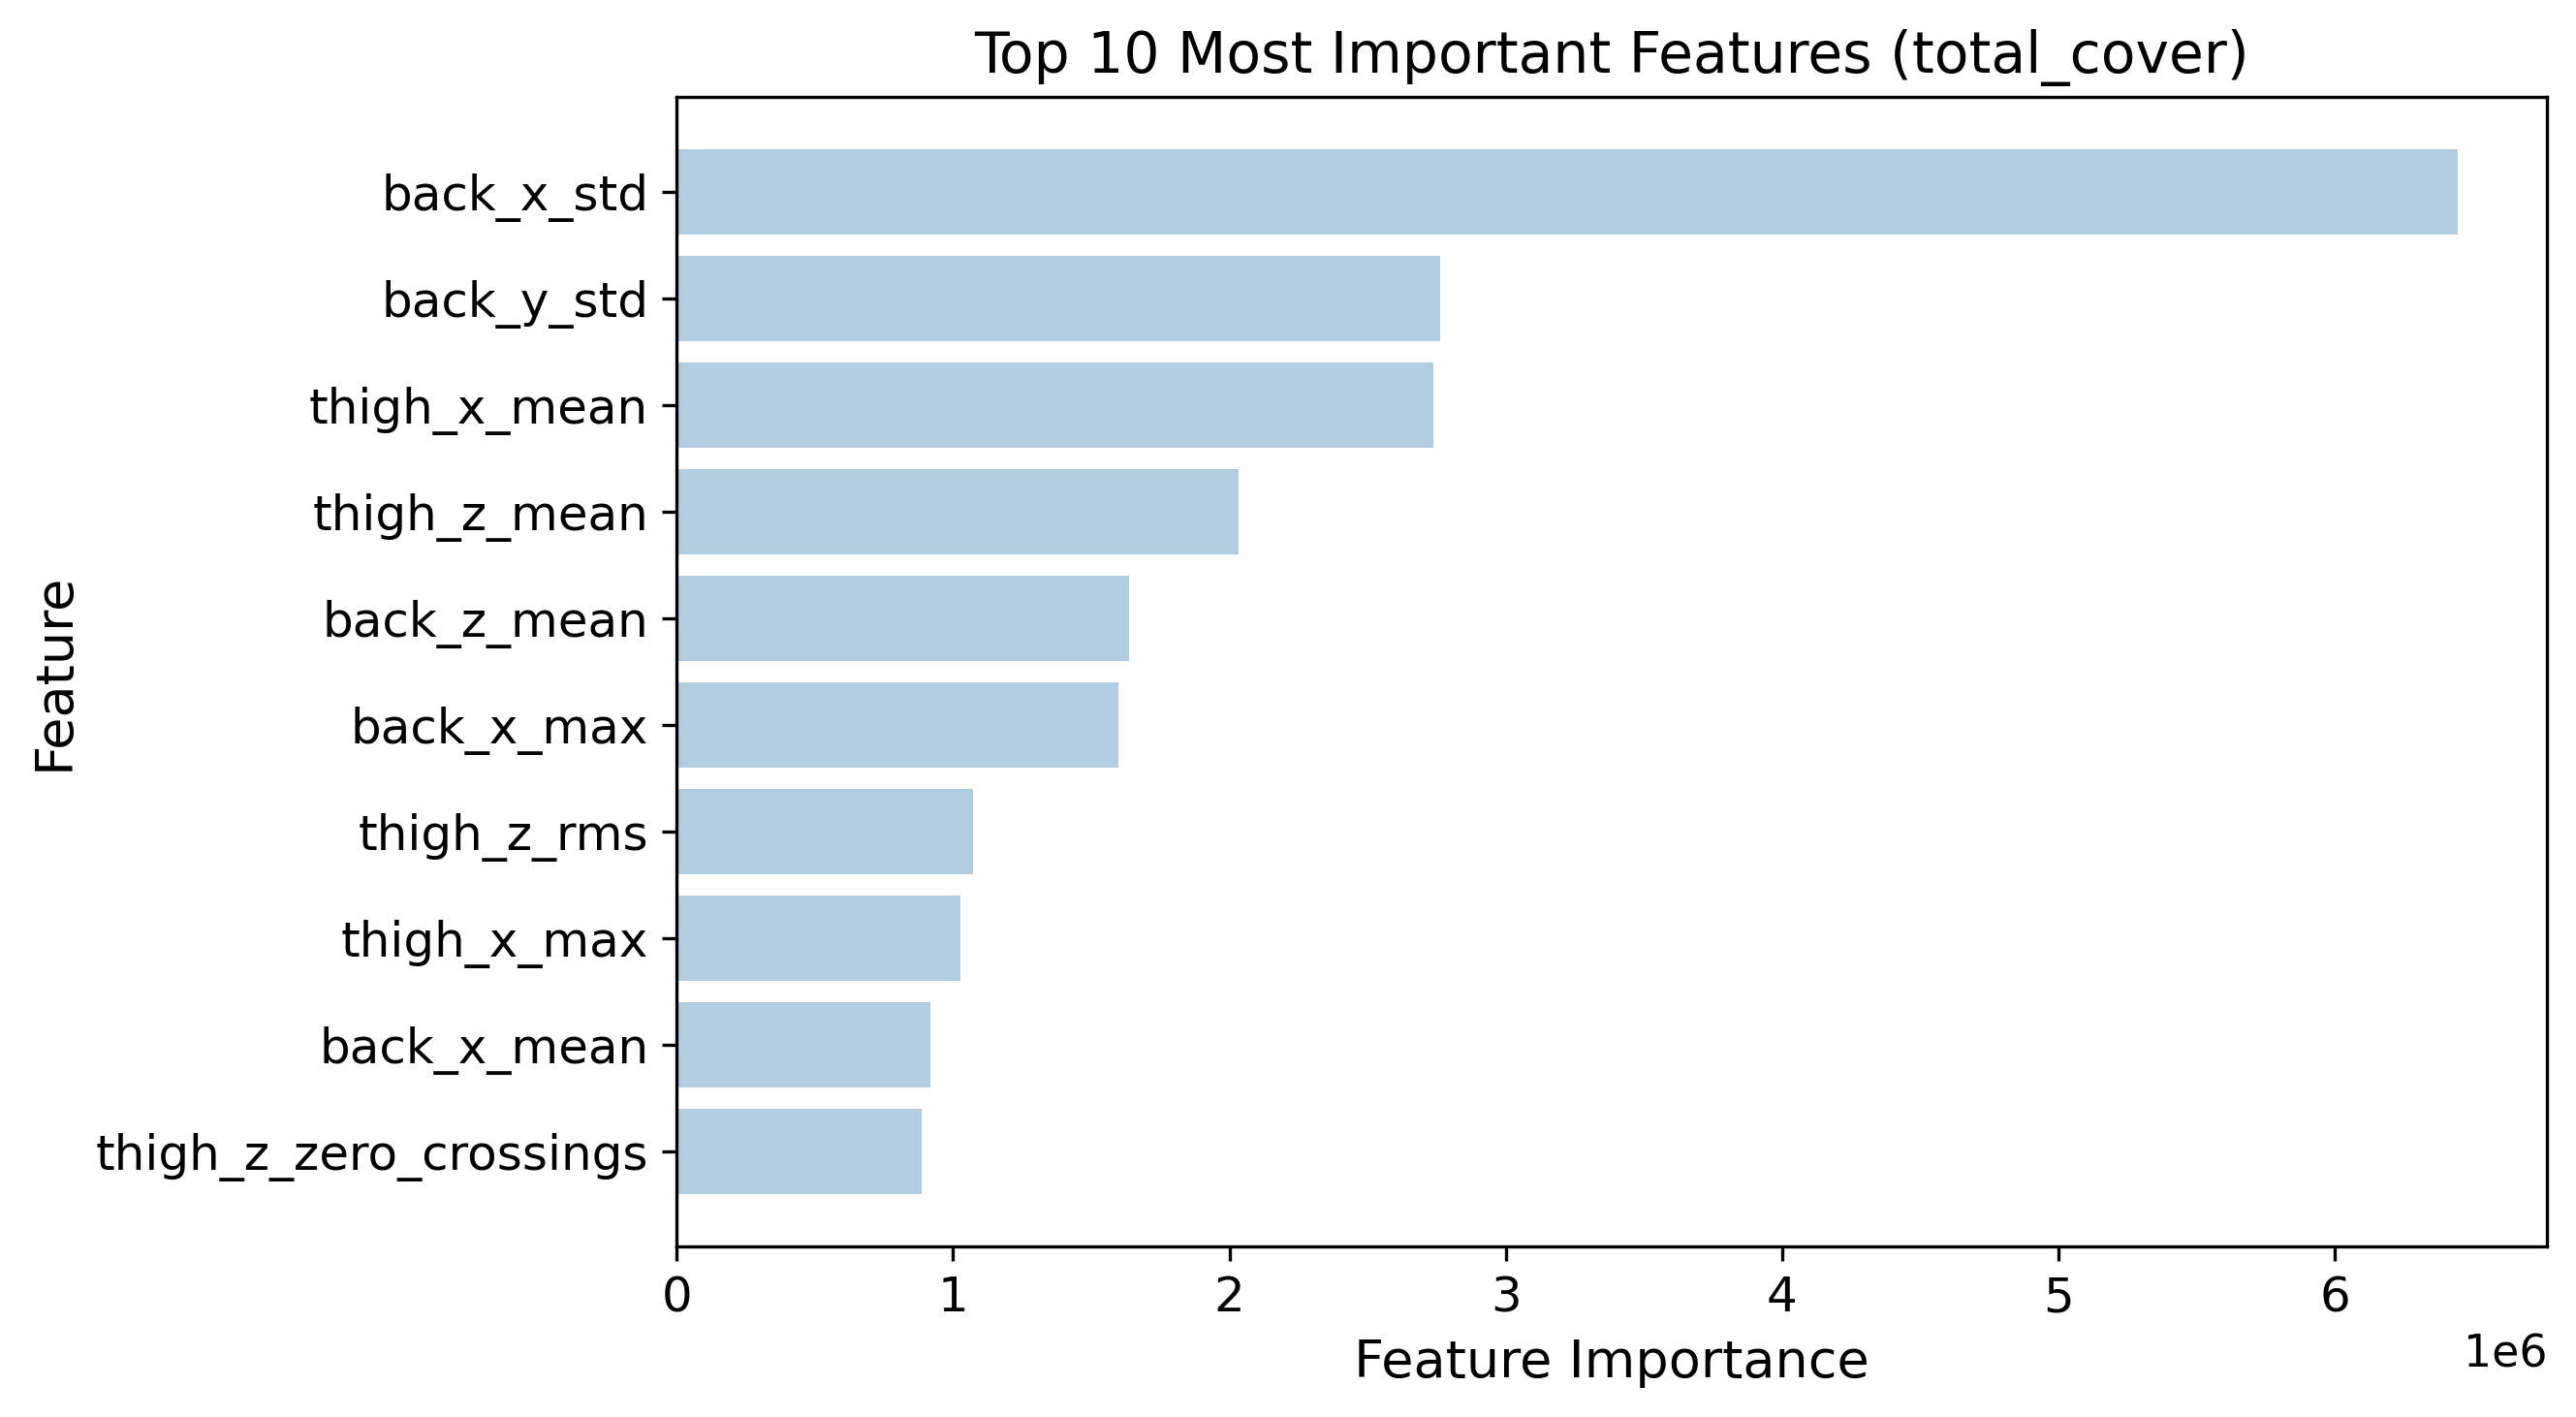 Top 10 Most Important Features (total_cover)
Feature
back_x_std
back_y_std
thigh_x_mean
thigh_z_mean
back_z_mean
back_x_max
thigh_z_rms
thigh_x_max
back_x_mean
thigh_z_zero_crossings
0 1 2 3 4 5 6
1e6
Feature Importance